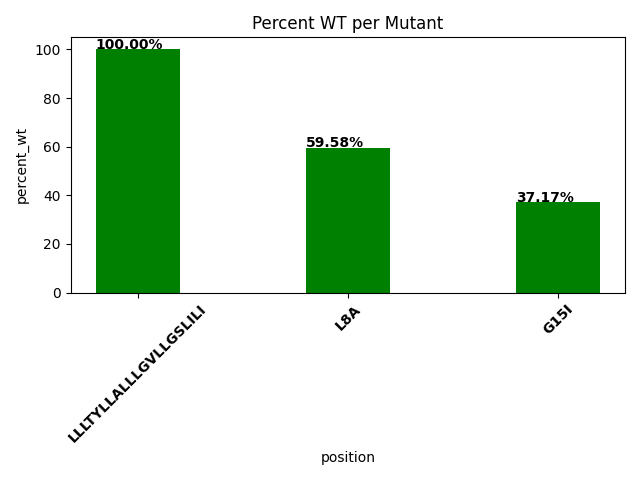 Percent WT per Mutant
percent_wt
100
80
60
40
20
0
100.00%
59.58%
37.17%
LLLTYLLALLLGVLLGSLILI
L8A
G15I
position